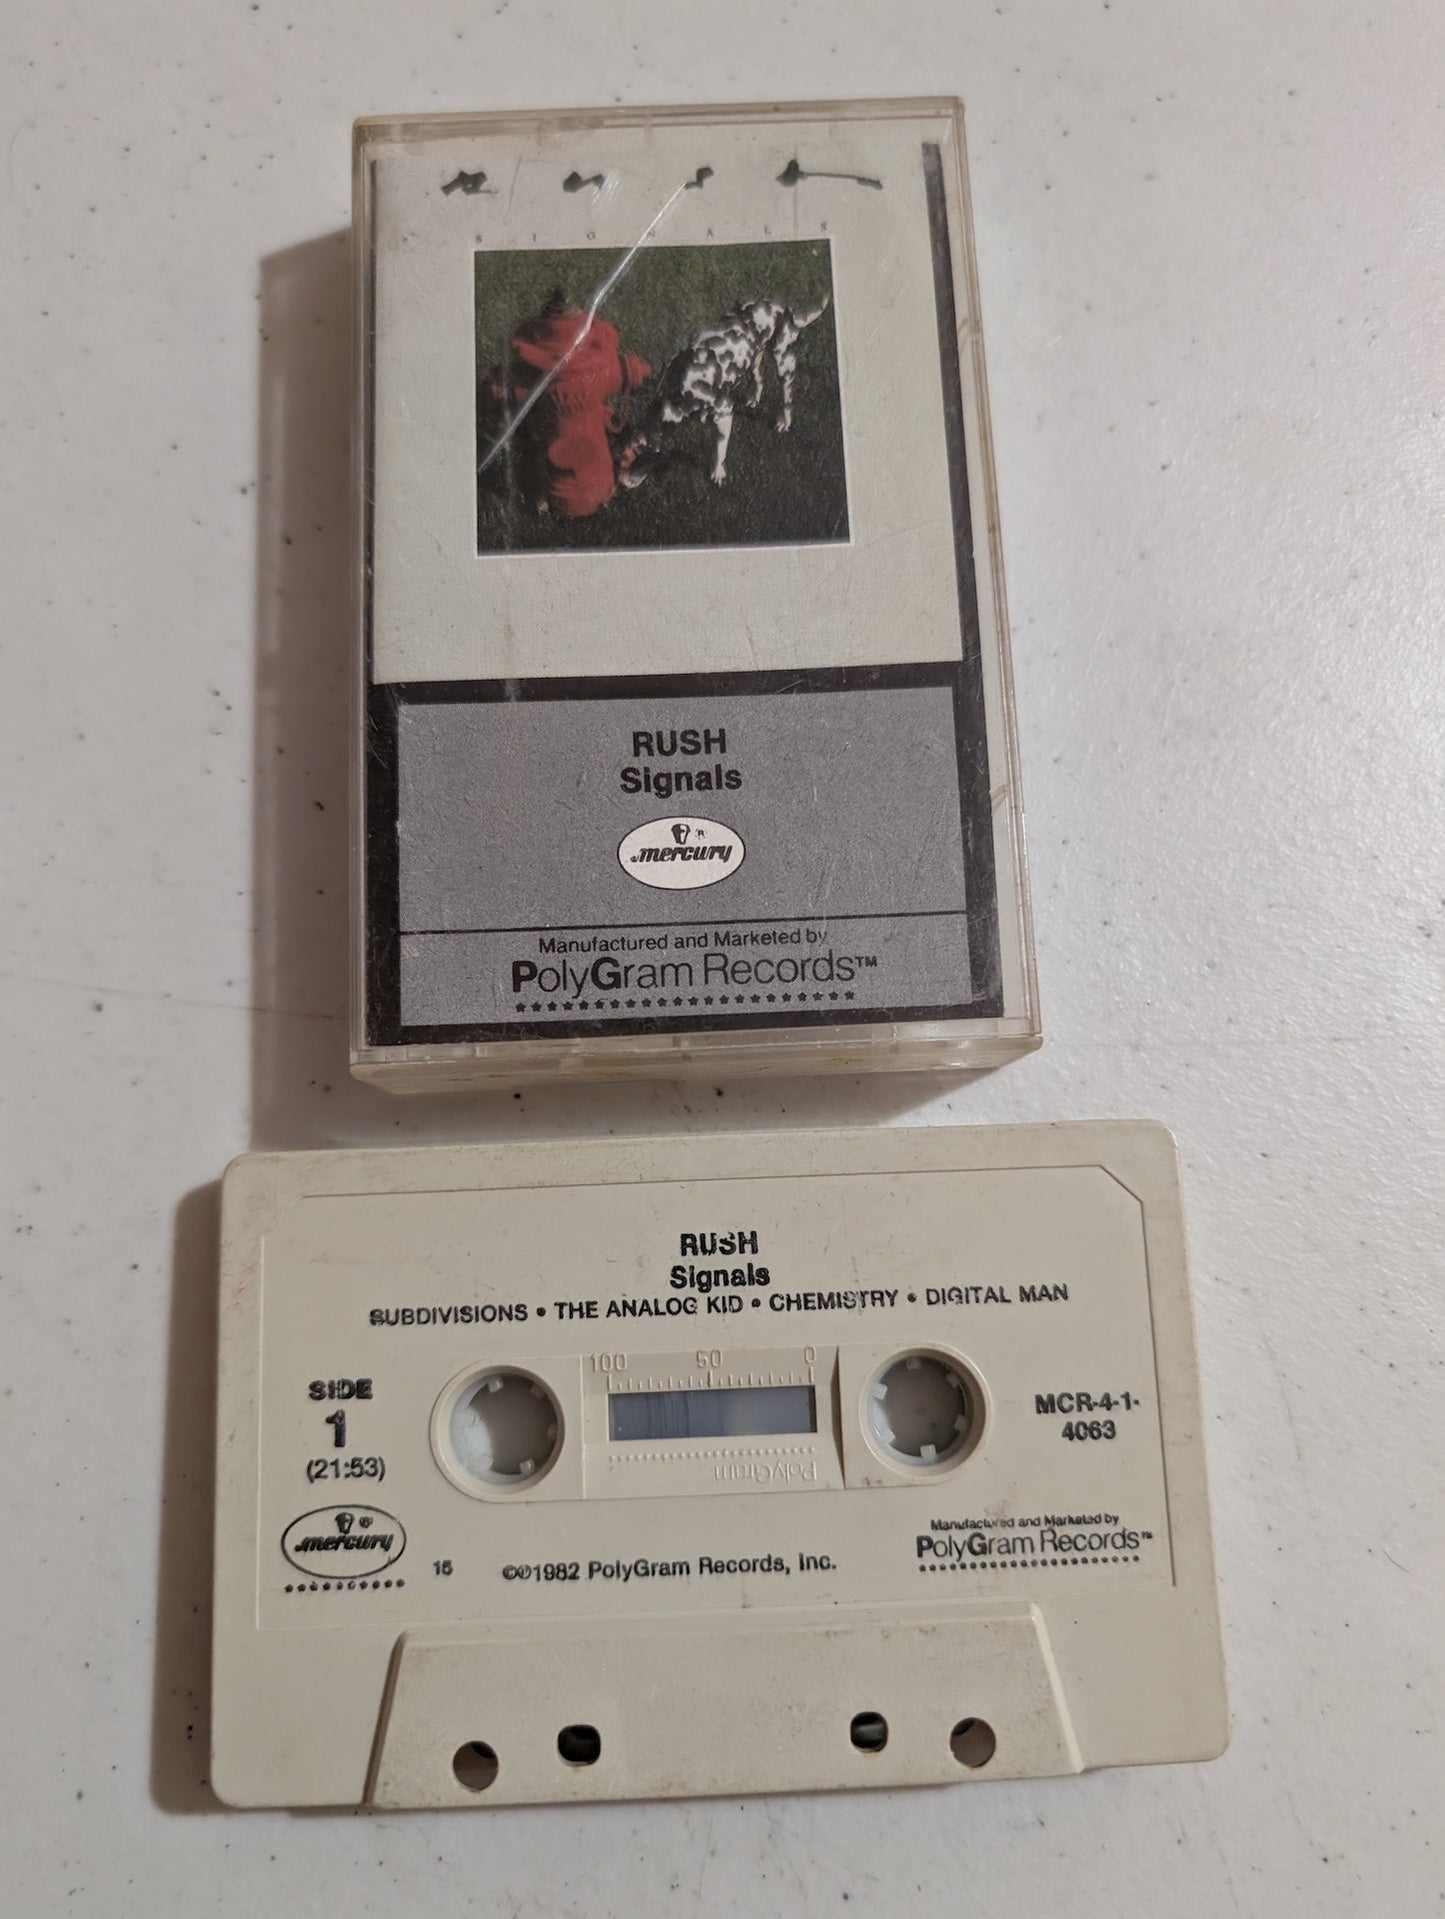 RUSH
SIGNALS
RUSH
Signals
mercury
Manufactured and Marketed by
PolyGram Records™
RUSH
Signals
SUBDIVISIONS • THE ANALOG KID • CHEMISTRY • DIGITAL MAN
100 50 0
SIDE
1
(21:53)
MCR-4-1-
4063
PolyGram
mercury
15
©℗1982 PolyGram Records, Inc.
Manufactured and Marketed by
PolyGram Records™